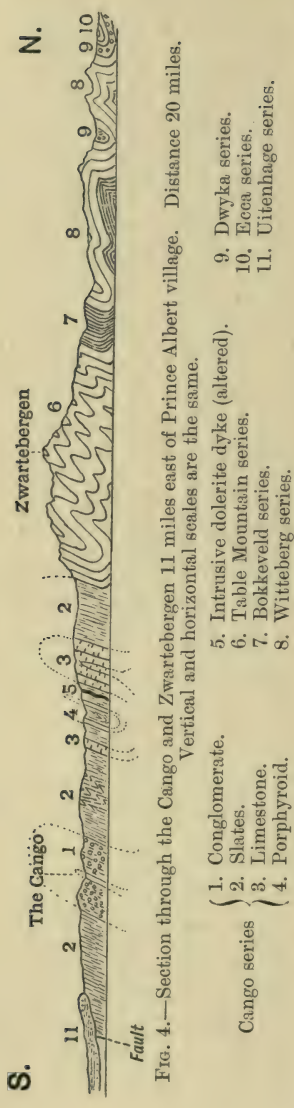 S.
N.
The Cango
Zwartebergen
11 2 1 2 3 4 5 3 2 6 7 8 9 8 9 10
Fault
FIG. 4.—Section through the Cango and Zwartebergen 11 miles east of Prince Albert village. Distance 20 miles.
Vertical and horizontal scales are the same.
Cango series
1. Conglomerate.
2. Slates.
3. Limestone.
4. Porphyroid.
5. Intrusive dolerite dyke (altered).
6. Table Mountain series.
7. Bokkeveld series.
8. Witteberg series.
9. Dwyka series.
10. Ecca series.
11. Uitenhage series.